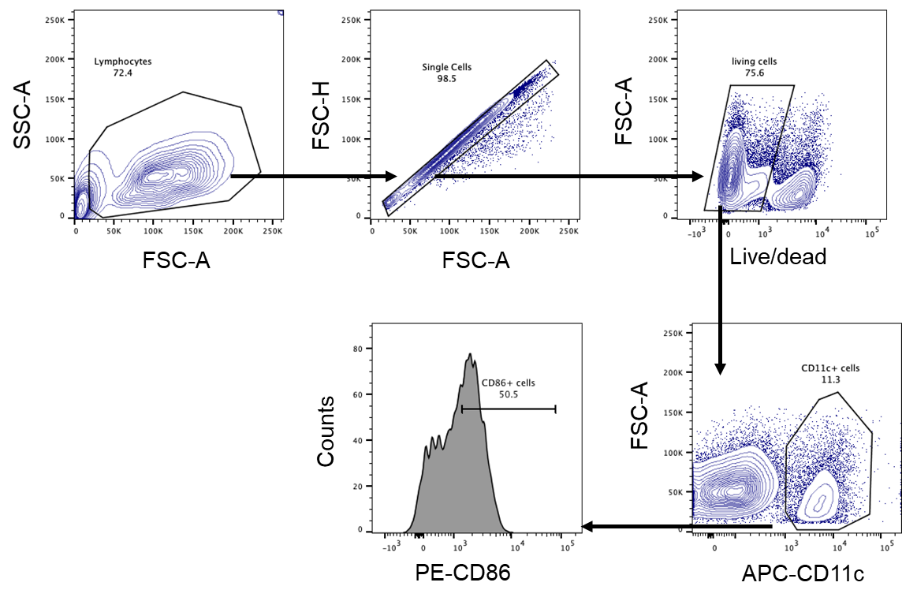 250K
200K
150K
100K
50K
0
SSC-A
Lymphocytes
72.4
0 50K 100K 150K 200K 250K
FSC-A
250K
200K
150K
100K
50K
0
FSC-H
Single Cells
98.5
0 50K 100K 150K 200K 250K
FSC-A
250K
200K
150K
100K
50K
0
FSC-A
living cells
75.6
-10³ 0 10³ 10⁴ 10⁵
Live/dead
80
60
40
20
0
Counts
CD86+ cells
50.5
-10³ 0 10³ 10⁴ 10⁵
PE-CD86
250K
200K
150K
100K
50K
0
FSC-A
CD11c+ cells
11.3
0 10³ 10⁴ 10⁵
APC-CD11c